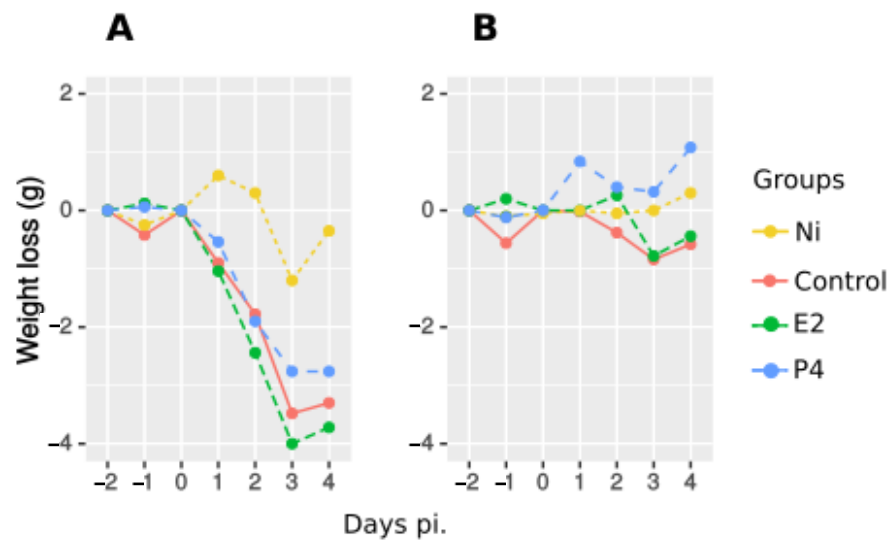 A
B
Weight loss (g)
2
0
−2
−4
−2 −1 0 1 2 3 4
2
0
−2
−4
−2 −1 0 1 2 3 4
Days pi.
Groups
Ni
Control
E2
P4